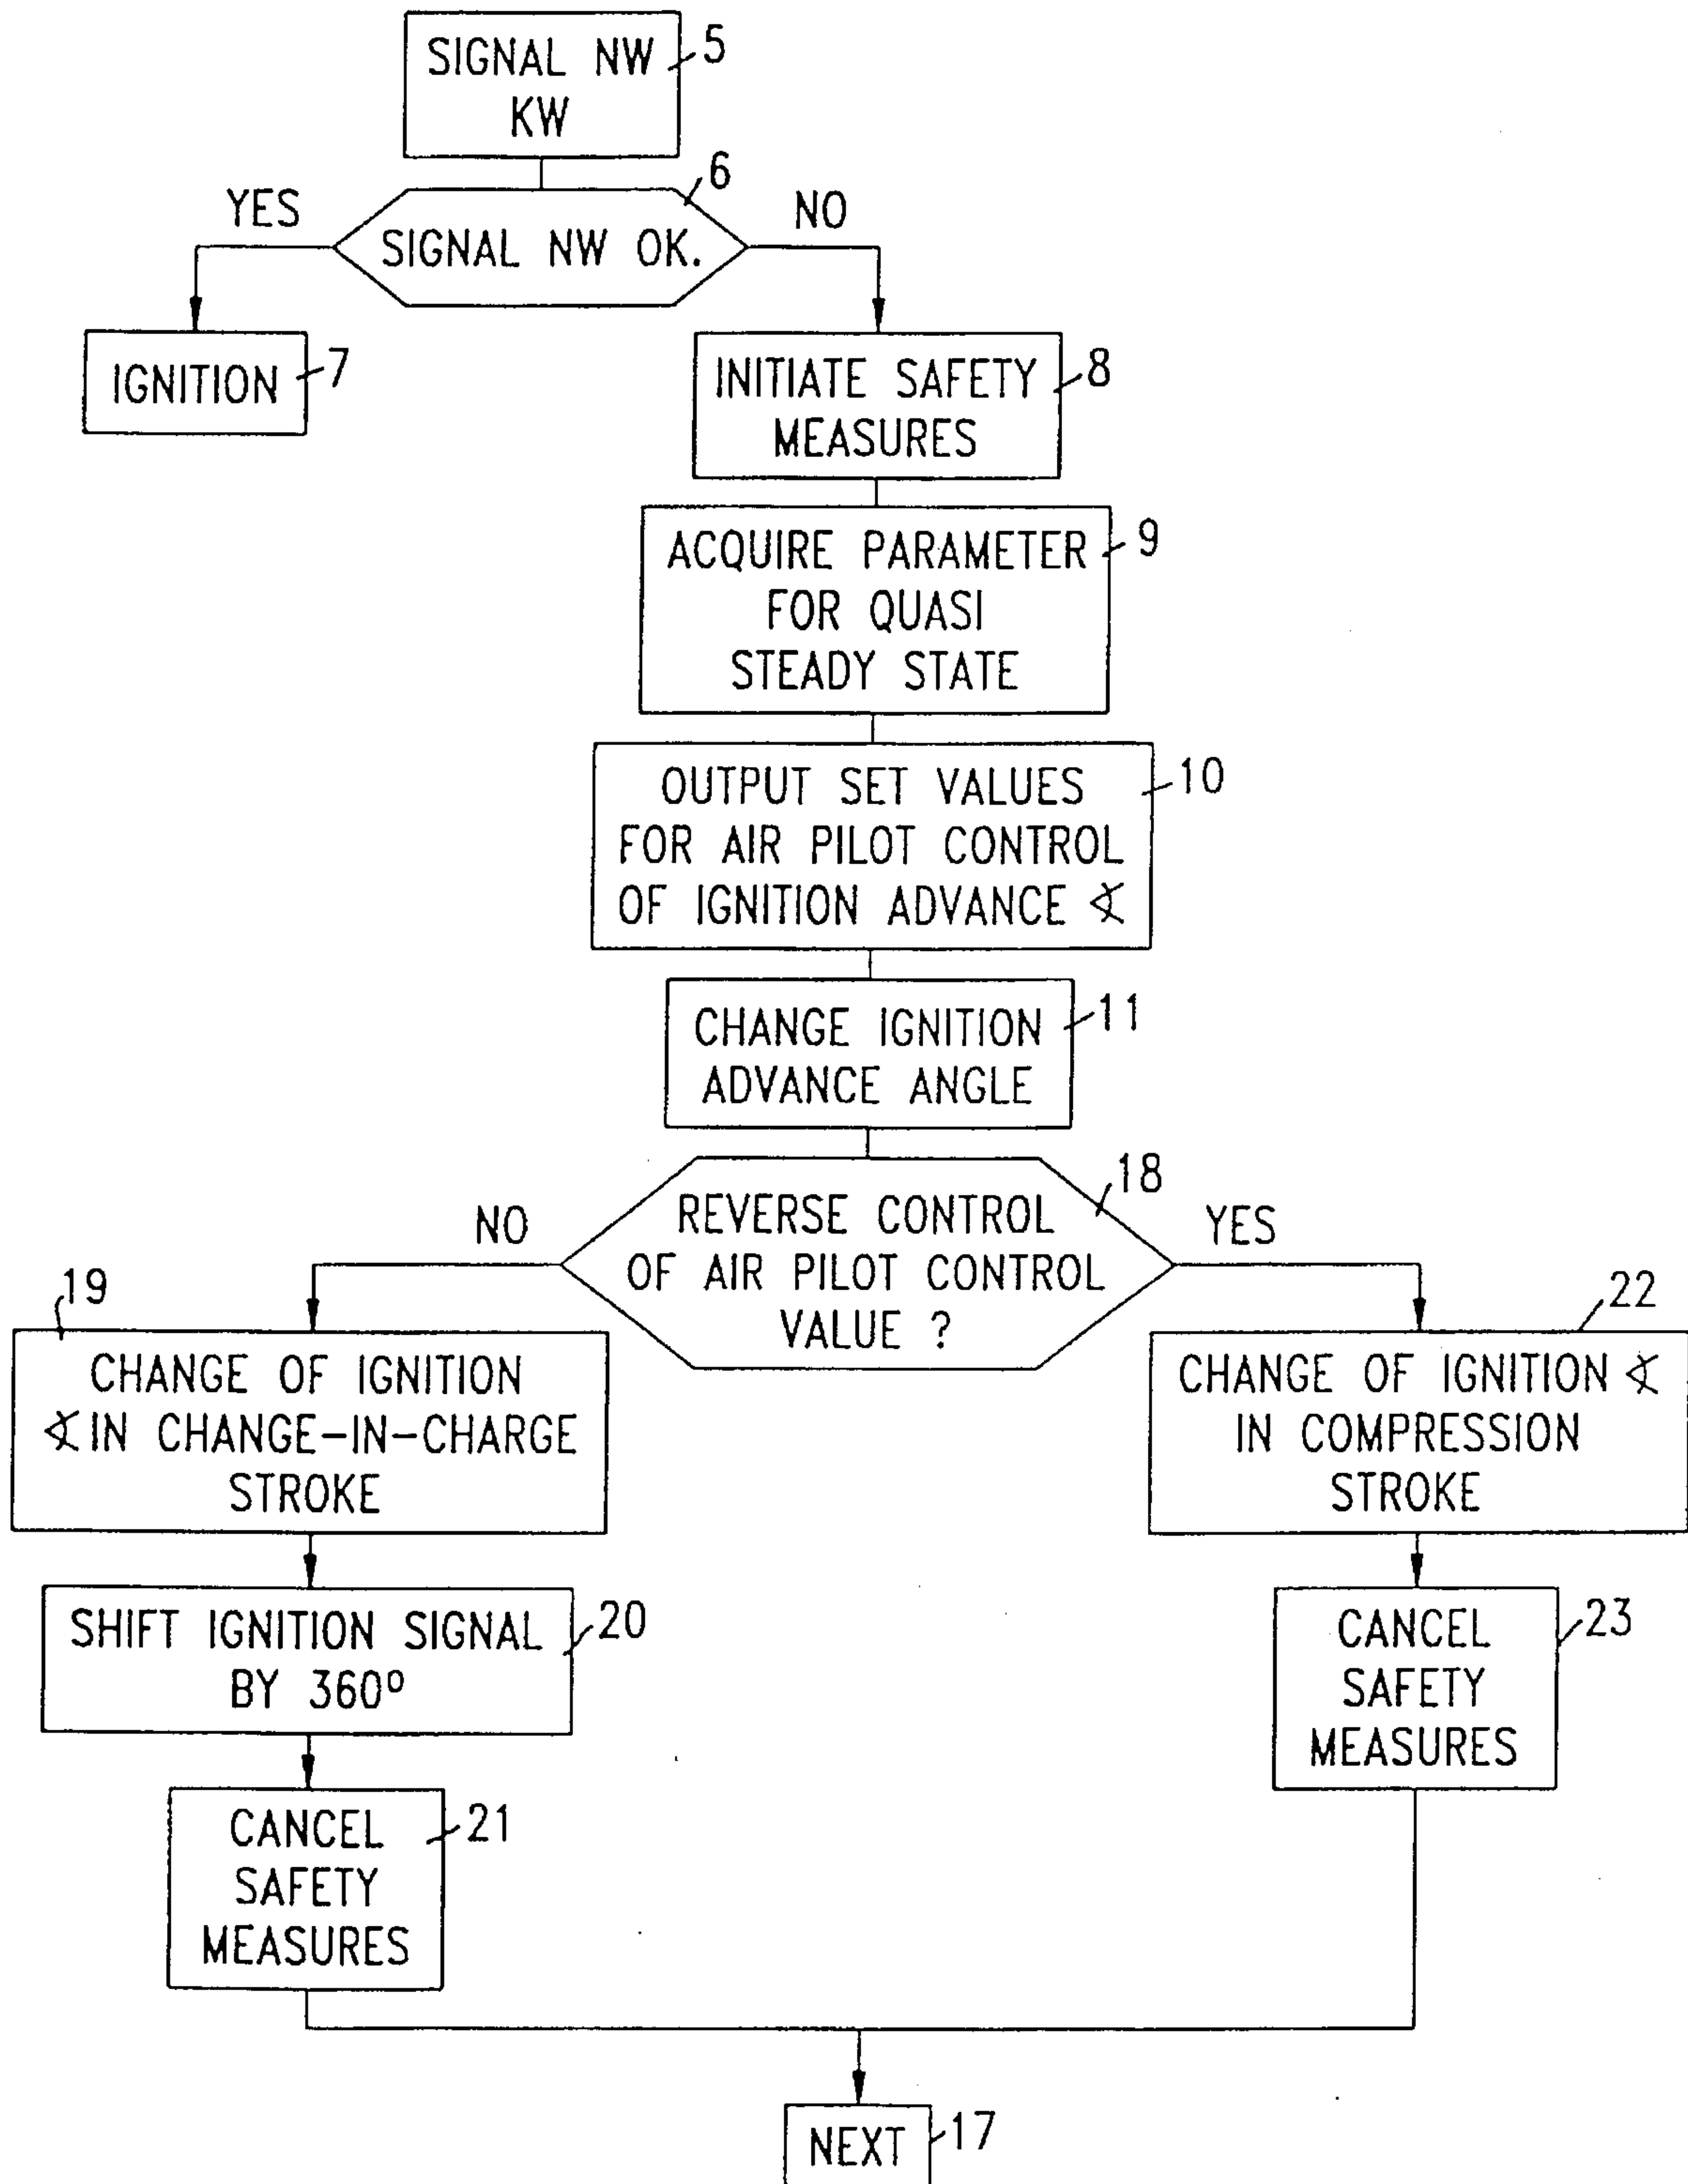 SIGNAL NW
KW
5
6
YES
NO
SIGNAL NW OK.
IGNITION
7
INITIATE SAFETY
MEASURES
8
ACQUIRE PARAMETER
FOR QUASI
STEADY STATE
9
OUTPUT SET VALUES
FOR AIR PILOT CONTROL
OF IGNITION ADVANCE ∢
10
CHANGE IGNITION
ADVANCE ANGLE
11
18
NO
YES
REVERSE CONTROL
OF AIR PILOT CONTROL
VALUE ?
19
CHANGE OF IGNITION
∢ IN CHANGE-IN-CHARGE
STROKE
22
CHANGE OF IGNITION ∢
IN COMPRESSION
STROKE
SHIFT IGNITION SIGNAL
BY 360°
20
CANCEL
SAFETY
MEASURES
23
CANCEL
SAFETY
MEASURES
21
NEXT
17